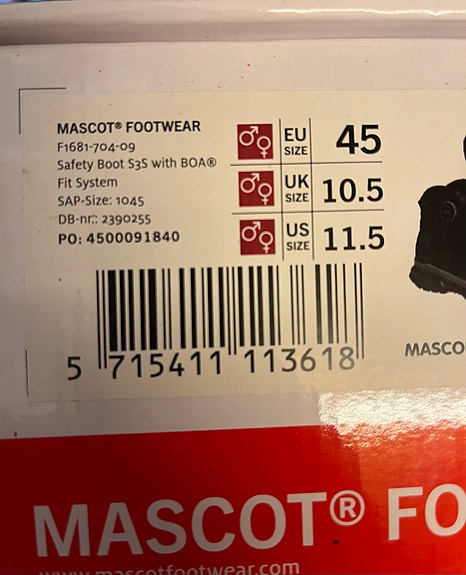 MASCOT® FOOTWEAR
F1681-704-09
Safety Boot S3S with BOA®
Fit System
SAP-Size: 1045
DB-nr.: 2390255
PO: 4500091840
EU SIZE 45
UK SIZE 10.5
US SIZE 11.5
5 715411 113618
MASCO
MASCOT® FO
www.mascotfootwear.com